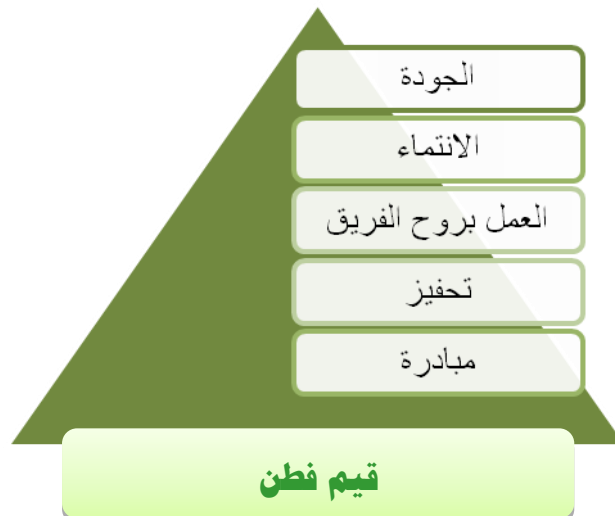 الجودة
الانتماء
العمل بروح الفريق
تحفيز
مبادرة
قيم فطن